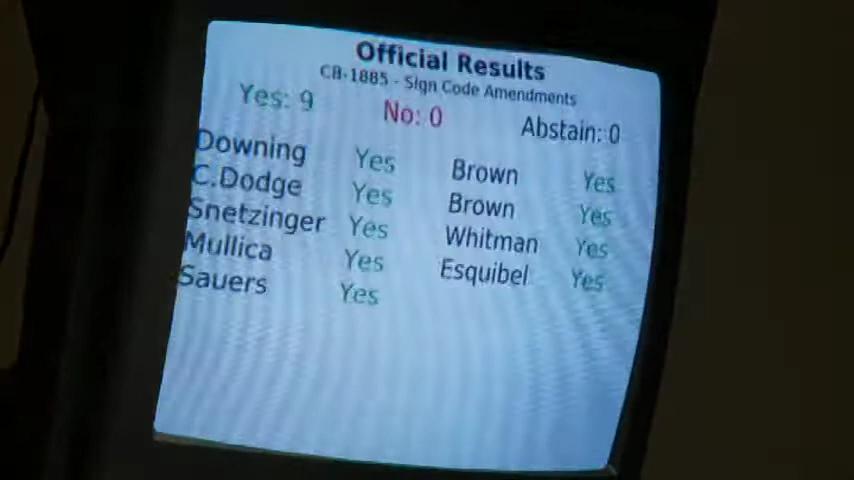 Official Results
CB-1885 - Sign Code Amendments
Yes: 9 No: 0 Abstain: 0
Downing Yes Brown Yes
C.Dodge Yes Brown Yes
Snetzinger Yes Whitman Yes
Mullica Yes Esquibel Yes
Sauers Yes